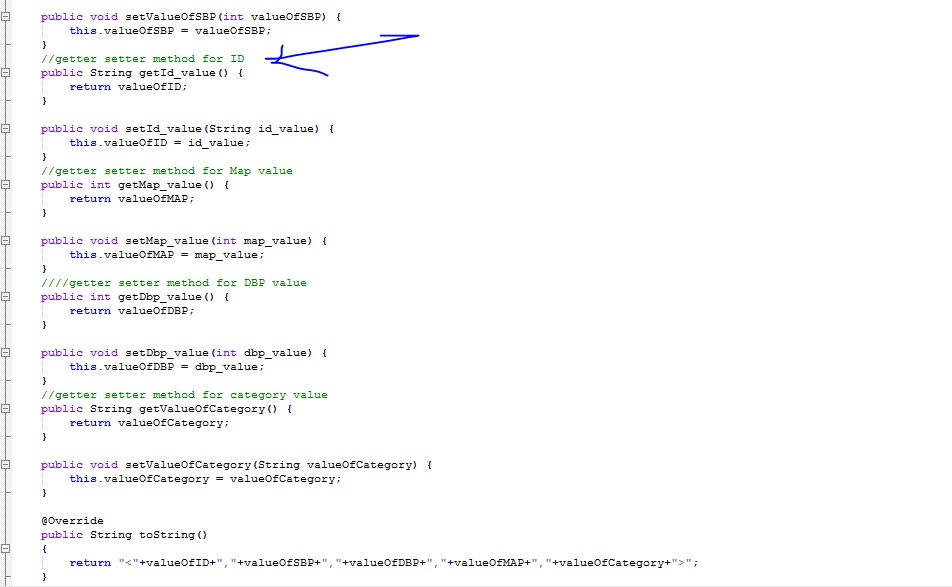 public void setValueOfSBP(int valueOfSBP) {
this.valueOfSBP = valueOfSBP;
}
//getter setter method for ID
public String getId_value() {
return valueOfID;
}
public void setId_value(String id_value) {
this.valueOfID = id_value;
}
//getter setter method for Map value
public int getMap_value() {
return valueOfMAP;
}
public void setMap_value(int map_value) {
this.valueOfMAP = map_value;
}
////getter setter method for DBP value
public int getDbp_value() {
return valueOfDBP;
}
public void setDbp_value(int dbp_value) {
this.valueOfDBP = dbp_value;
}
//getter setter method for category value
public String getValueOfCategory() {
return valueOfCategory;
}
public void setValueOfCategory(String valueOfCategory) {
this.valueOfCategory = valueOfCategory;
}
@Override
public String toString()
{
return "<"+valueOfID+","+valueOfSBP+","+valueOfDBP+","+valueOfMAP+","+valueOfCategory+">";
}